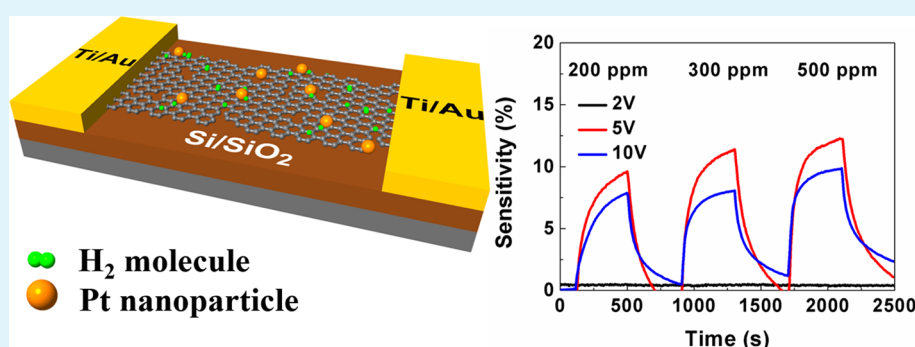 Ti/Au
Ti/Au
Si/SiO2
H2 molecule
Pt nanoparticle
20
15
10
5
0
Sensitivity (%)
200 ppm 300 ppm 500 ppm
2V
5V
10V
0 500 1000 1500 2000 2500
Time (s)